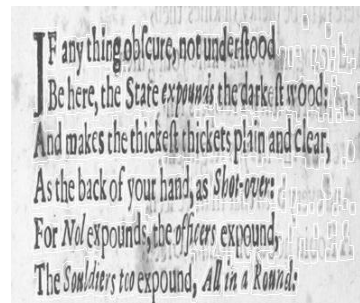 IF any thing obſcure, not underſtood
Be here, the State expounds the darkeſt wood:
And makes the thickeſt thickets plain and clear,
As the back of your hand, as Shot-over:
For Nol expounds, the officers expound,
The Souldiers too expound, All in a Round: